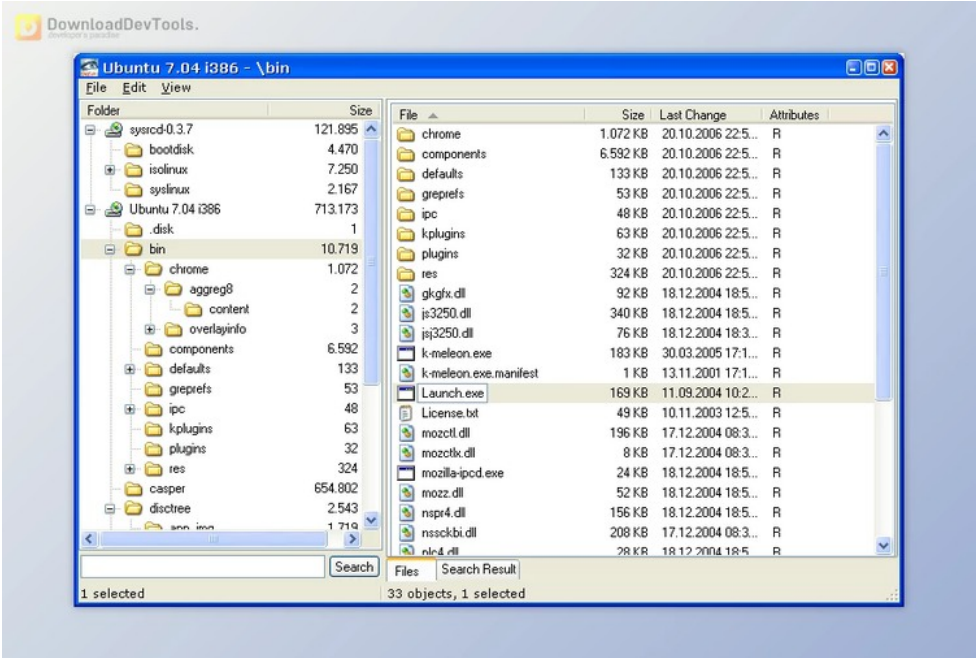 DownloadDevTools.
developer's paradise
Ubuntu 7.04 i386 - \bin
File Edit View
Folder Size
sysrcd-0.3.7 121.895
bootdisk 4.470
isolinux 7.250
syslinux 2.167
Ubuntu 7.04 i386 713.173
.disk 1
bin 10.719
chrome 1.072
aggreg8 2
content 2
overlayinfo 3
components 6.592
defaults 133
greprefs 53
ipc 48
kplugins 63
plugins 32
res 324
casper 654.802
disctree 2.543
app_img 1.719
Search
1 selected
File Size Last Change Attributes
chrome 1.072 KB 20.10.2006 22:5... R
components 6.592 KB 20.10.2006 22:5... R
defaults 133 KB 20.10.2006 22:5... R
greprefs 53 KB 20.10.2006 22:5... R
ipc 48 KB 20.10.2006 22:5... R
kplugins 63 KB 20.10.2006 22:5... R
plugins 32 KB 20.10.2006 22:5... R
res 324 KB 20.10.2006 22:5... R
gkgfx.dll 92 KB 18.12.2004 18:5... R
js3250.dll 340 KB 18.12.2004 18:5... R
jsj3250.dll 76 KB 18.12.2004 18:3... R
k-meleon.exe 183 KB 30.03.2005 17:1... R
k-meleon.exe.manifest 1 KB 13.11.2001 17:1... R
Launch.exe 169 KB 11.09.2004 10:2... R
License.txt 49 KB 10.11.2003 12:5... R
mozctl.dll 196 KB 17.12.2004 08:3... R
mozctlx.dll 8 KB 17.12.2004 08:3... R
mozilla-ipcd.exe 24 KB 18.12.2004 18:5... R
mozz.dll 52 KB 18.12.2004 18:5... R
nspr4.dll 156 KB 18.12.2004 18:5... R
nssckbi.dll 208 KB 17.12.2004 08:3... R
plc4.dll 28 KB 18.12.2004 18:5... R
Files Search Result
33 objects, 1 selected